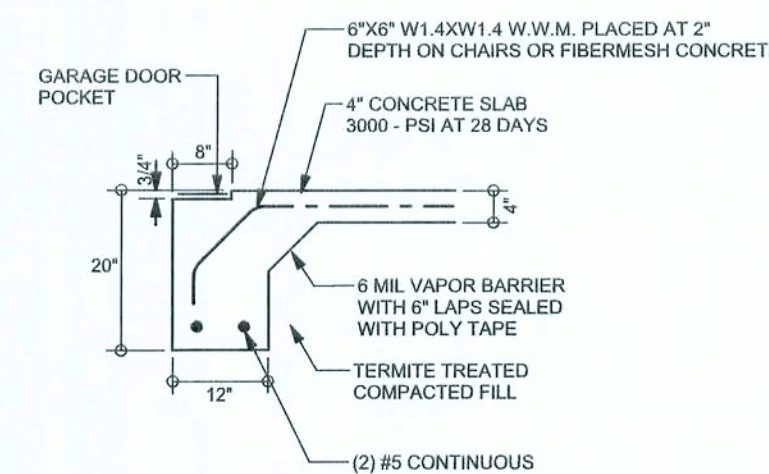 6"X6" W1.4XW1.4 W.W.M. PLACED AT 2"
DEPTH ON CHAIRS OR FIBERMESH CONCRET
GARAGE DOOR
POCKET
4" CONCRETE SLAB
3000 - PSI AT 28 DAYS
8"
3/4"
4"
20"
6 MIL VAPOR BARRIER
WITH 6" LAPS SEALED
WITH POLY TAPE
TERMITE TREATED
COMPACTED FILL
12"
(2) #5 CONTINUOUS